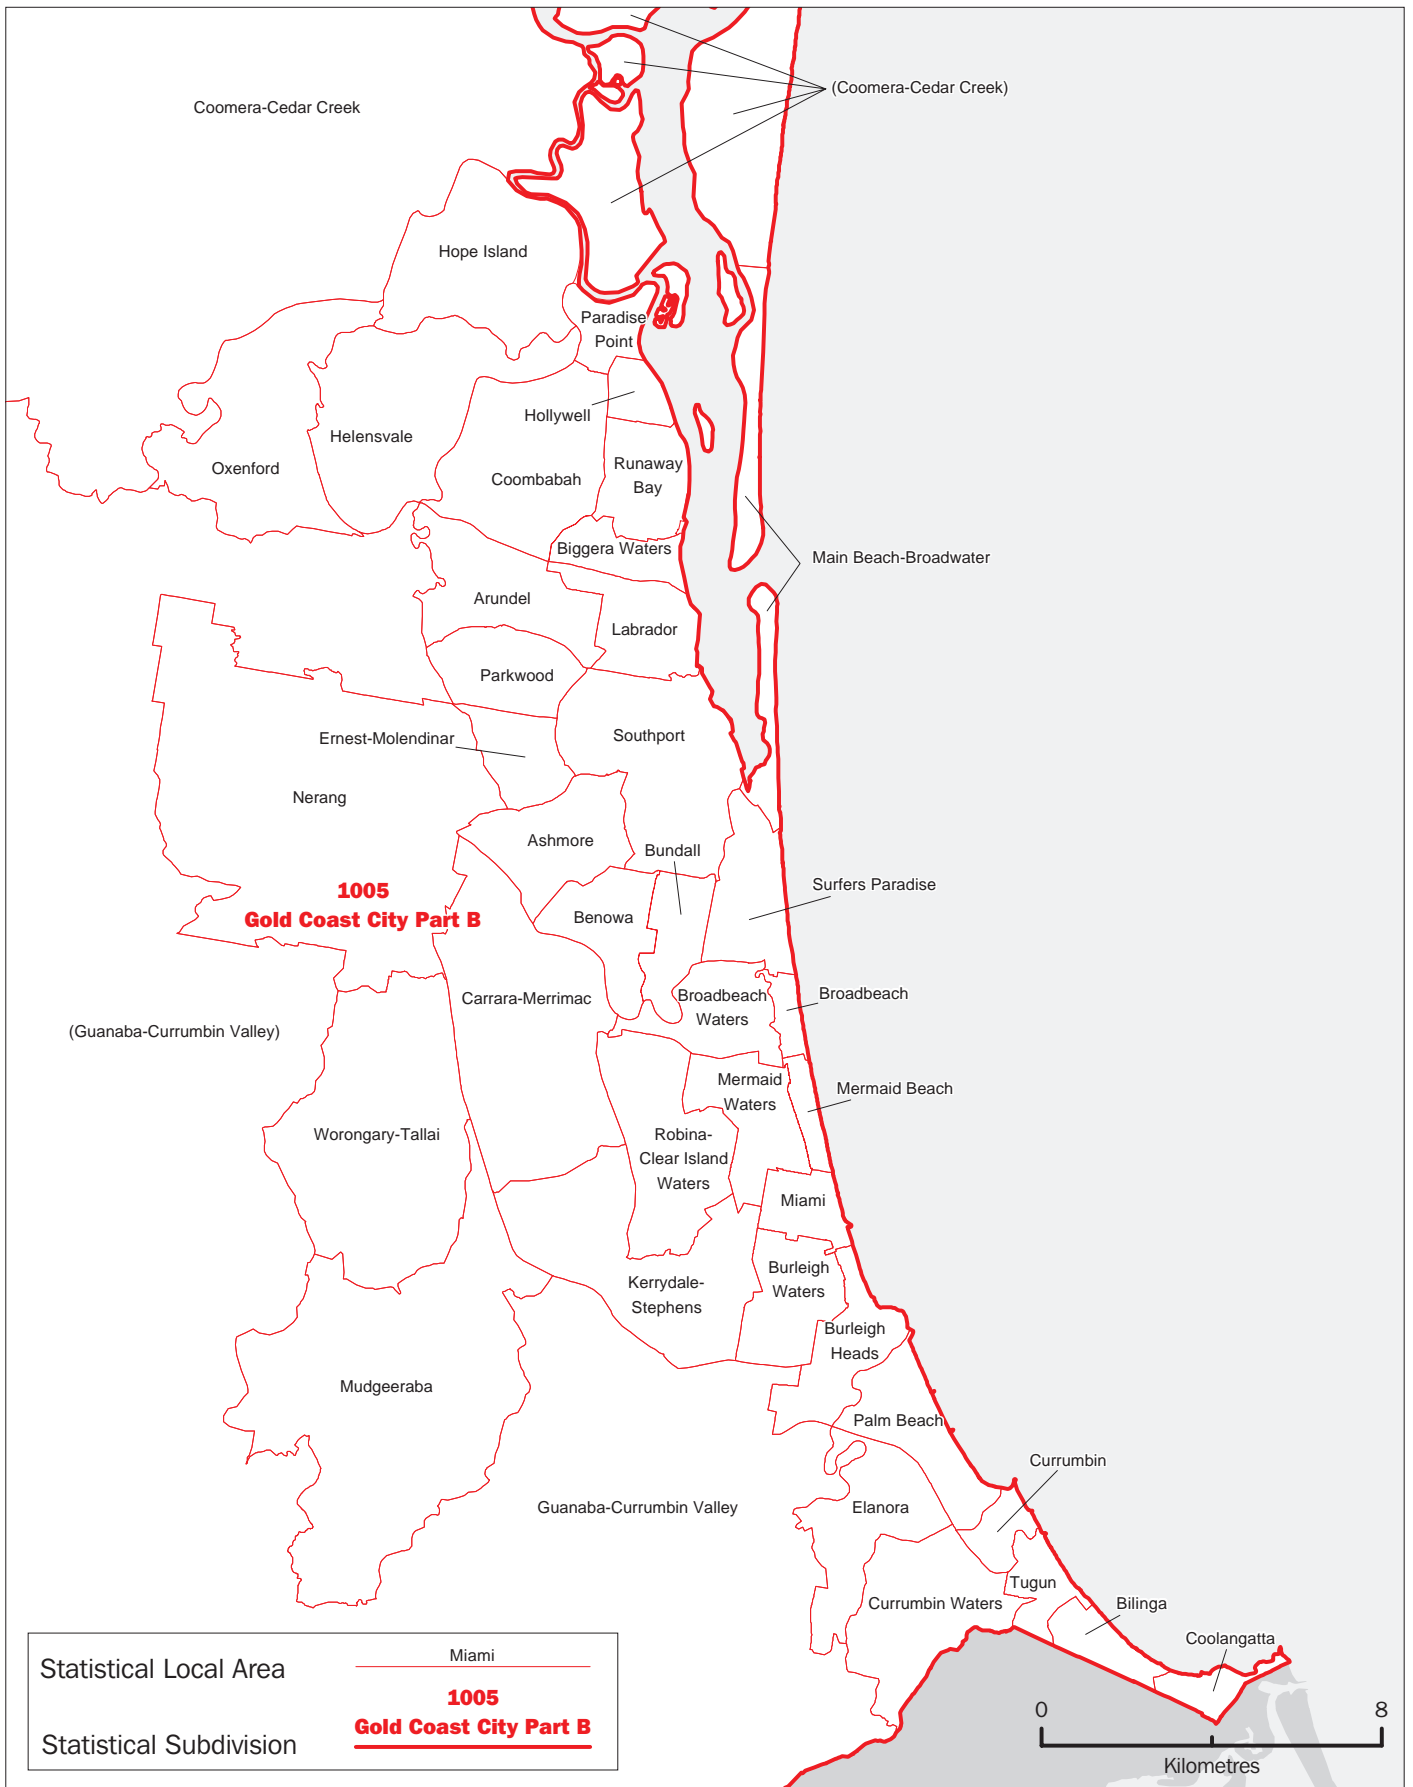 (Coomera-Cedar Creek)
Coomera-Cedar Creek
Hope Island
Paradise
Point
Hollywell
Helensvale
Oxenford
Runaway
Bay
Coombabah
Biggera Waters
Main Beach-Broadwater
Arundel
Labrador
Parkwood
Southport
Ernest-Molendinar
Nerang
Ashmore
Bundall
Surfers Paradise
1005
Gold Coast City Part B
Benowa
Carrara-Merrimac
Broadbeach
Waters
Broadbeach
(Guanaba-Currumbin Valley)
Mermaid
Waters
Mermaid Beach
Worongary-Tallai
Robina-
Clear Island
Waters
Miami
Kerrydale-
Stephens
Burleigh
Waters
Burleigh
Heads
Mudgeeraba
Palm Beach
Currumbin
Guanaba-Currumbin Valley
Elanora
Tugun
Currumbin Waters
Bilinga
Coolangatta
Statistical Local Area
Miami
1005
Gold Coast City Part B
Statistical Subdivision
0
8
Kilometres